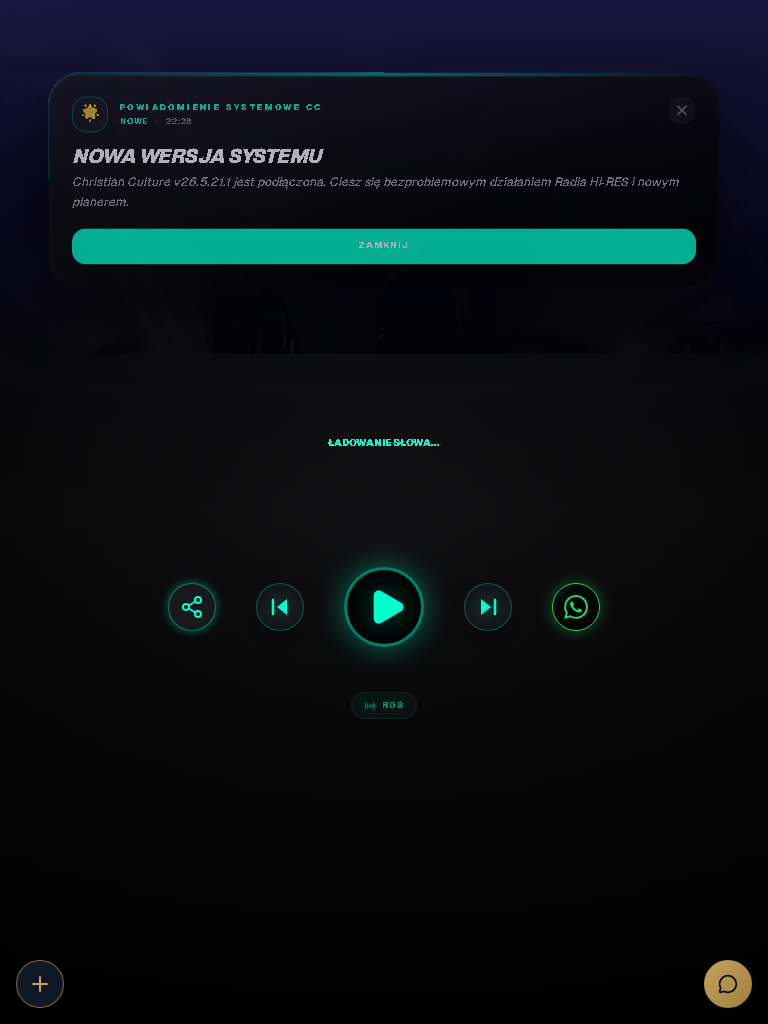 POWIADOMIENIE SYSTEMOWE CC
NOWE · 22:28
NOWA WERSJA SYSTEMU
Christian Culture v26.5.21.1 jest podłączona. Ciesz się bezproblemowym działaniem Radia HI-RES i nowym
planerem.
ZAMKNIJ
ŁADOWANIE SŁOWA...
RDS